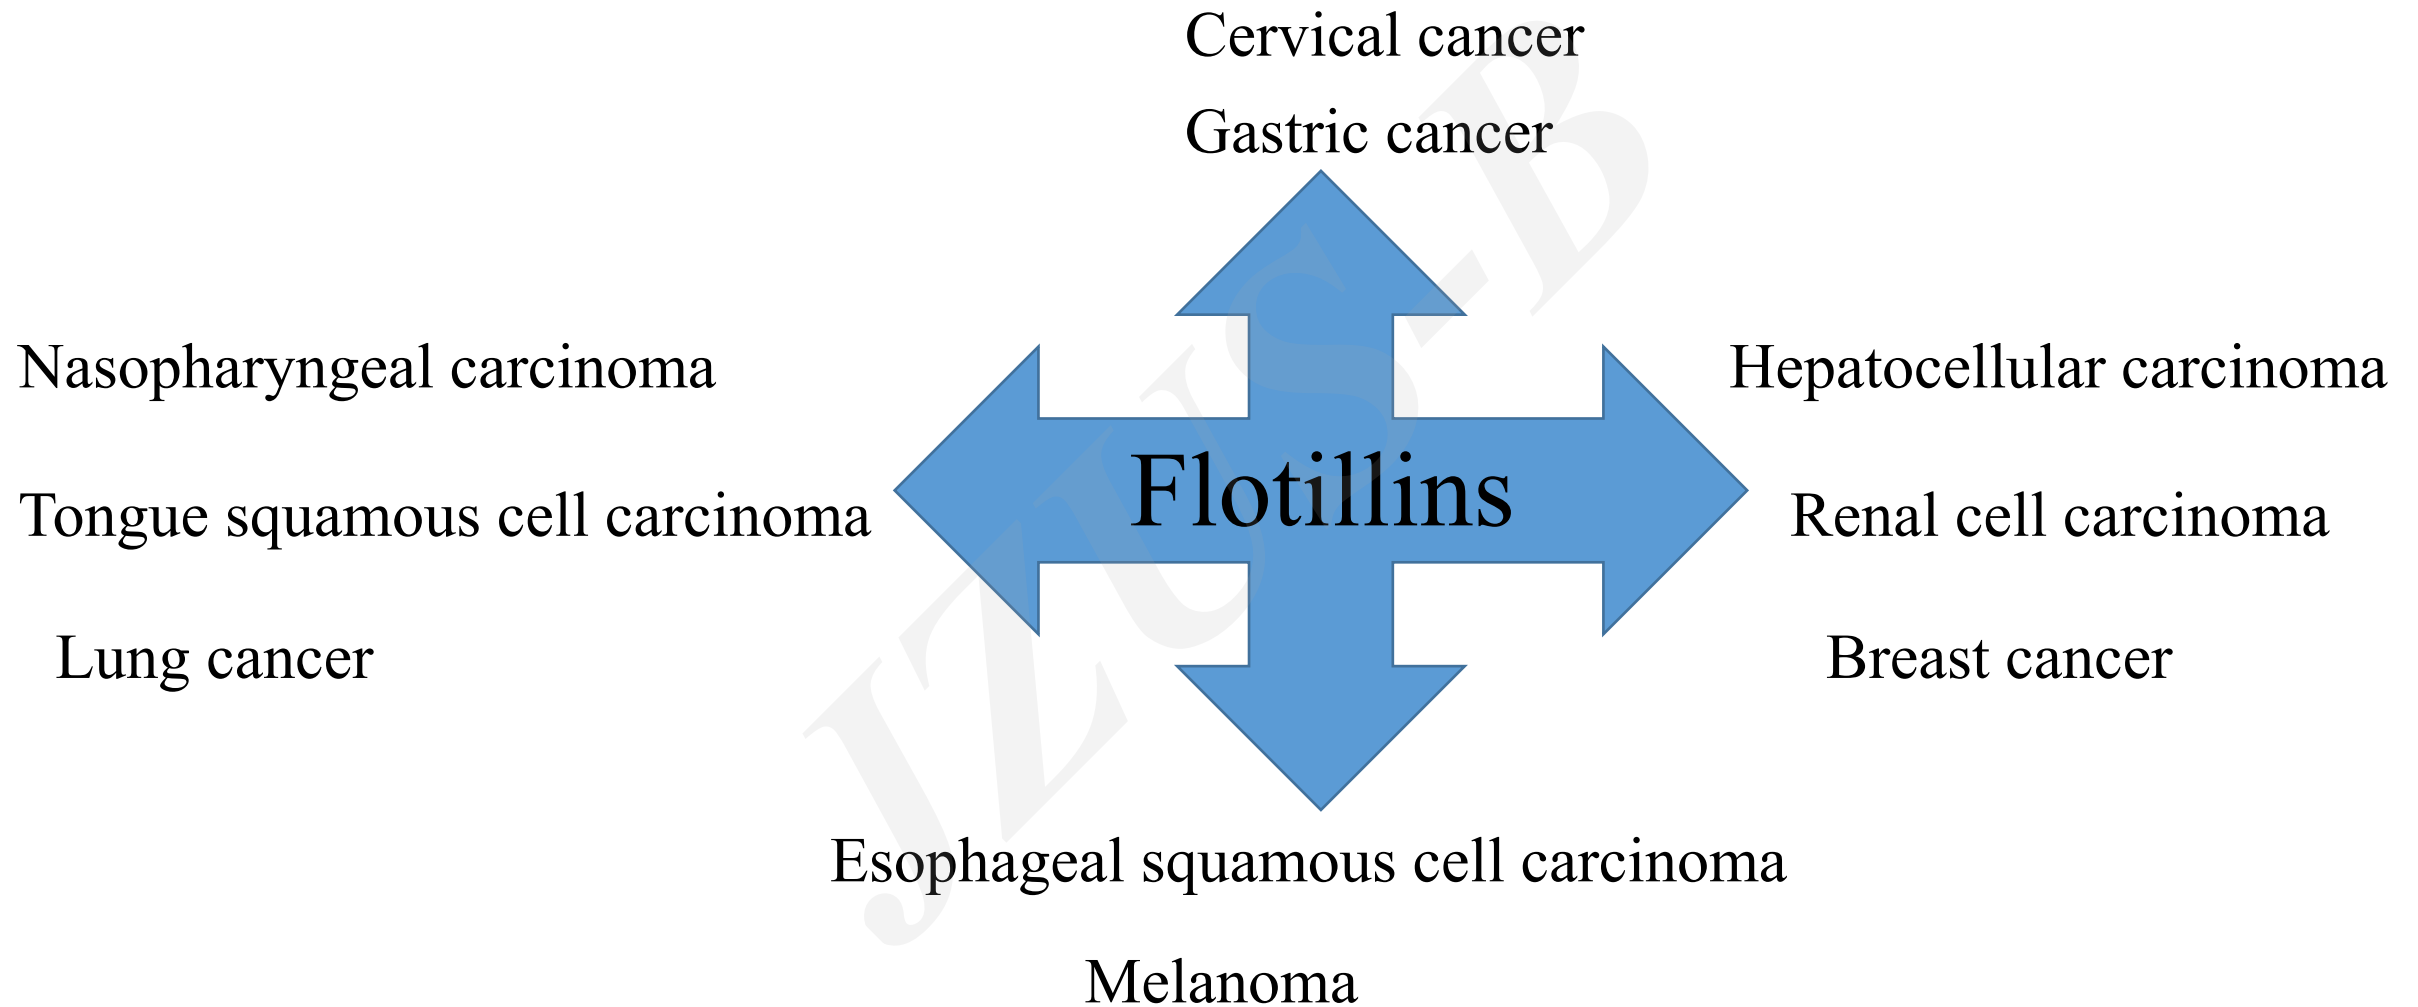 Cervical cancer
Gastric cancer
Nasopharyngeal carcinoma
Hepatocellular carcinoma
Flotillins
Tongue squamous cell carcinoma
Renal cell carcinoma
Lung cancer
Breast cancer
Esophageal squamous cell carcinoma
Melanoma
JZUS-B